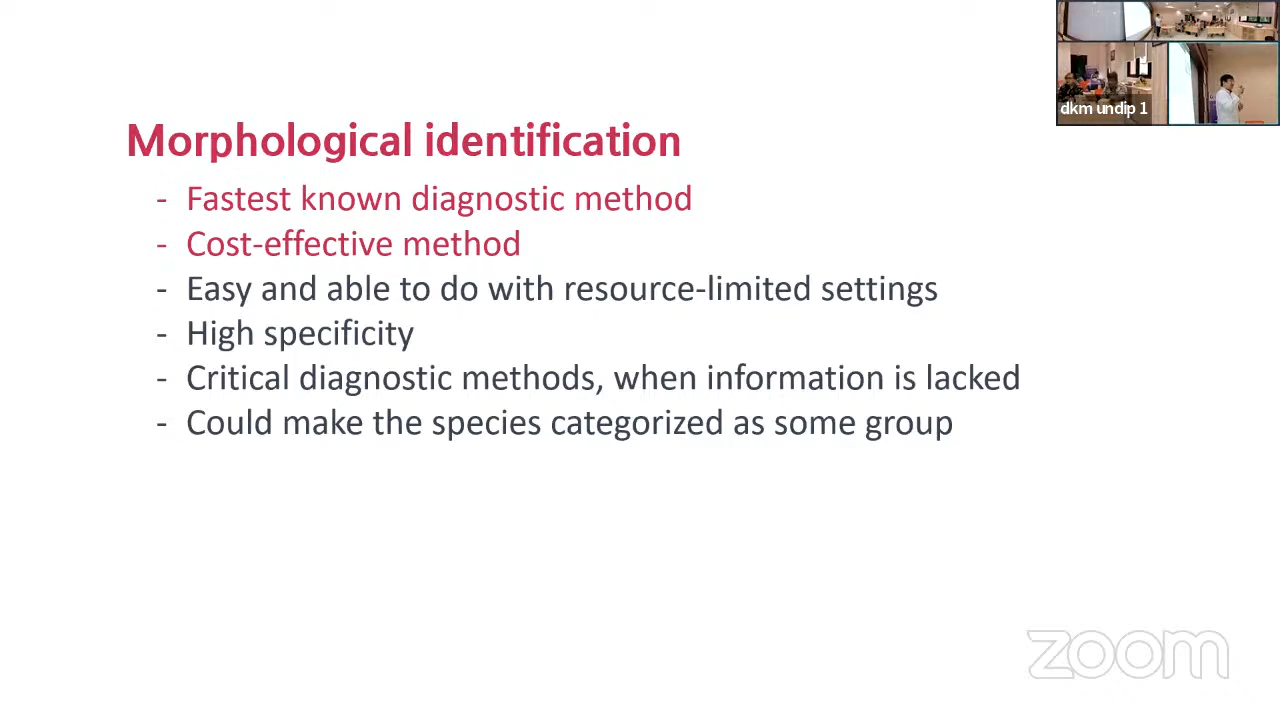 dkm undip 1
Morphological identification
- Fastest known diagnostic method
- Cost-effective method
- Easy and able to do with resource-limited settings
- High specificity
- Critical diagnostic methods, when information is lacked
- Could make the species categorized as some group
zoom